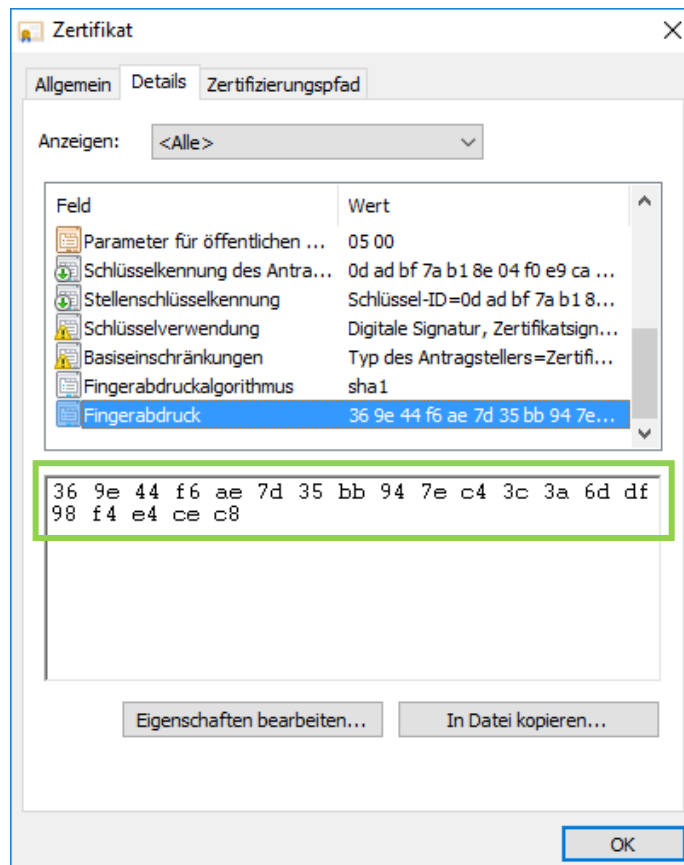 Zertifikat
Allgemein Details Zertifizierungspfad
Anzeigen: <Alle>
Feld Wert
Parameter für öffentlichen ... 05 00
Schlüsselkennung des Antra... 0d ad bf 7a b1 8e 04 f0 e9 ca ...
Stellenschlüsselkennung Schlüssel-ID=0d ad bf 7a b1 8...
Schlüsselverwendung Digitale Signatur, Zertifikatsign...
Basiseinschränkungen Typ des Antragstellers=Zertifi...
Fingerabdruckalgorithmus sha1
Fingerabdruck 36 9e 44 f6 ae 7d 35 bb 94 7e...
36 9e 44 f6 ae 7d 35 bb 94 7e c4 3c 3a 6d df
98 f4 e4 ce c8
Eigenschaften bearbeiten... In Datei kopieren...
OK